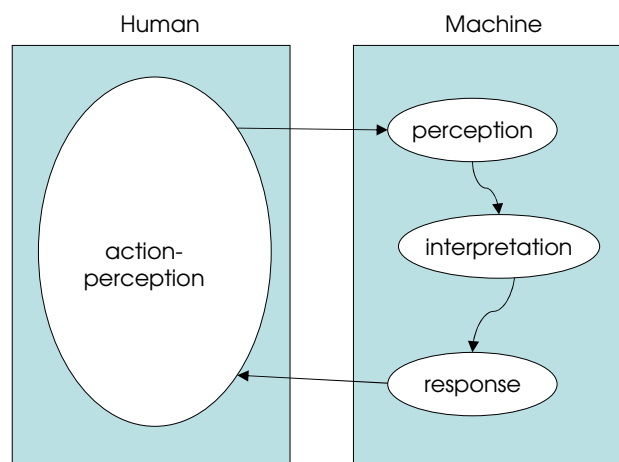 Human
Machine
action-
perception
perception
interpretation
response